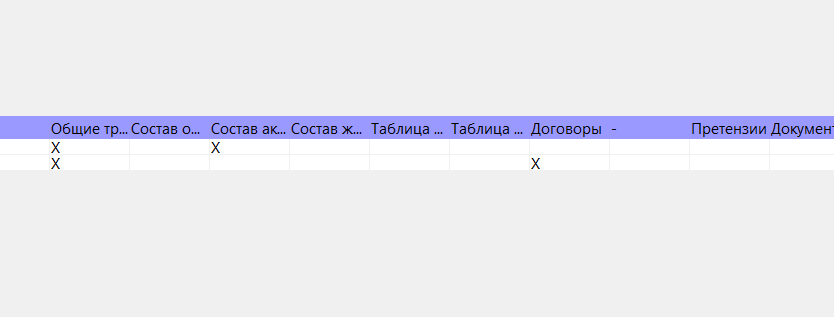 Общие тр... Состав о... Состав ак... Состав ж... Таблица ... Таблица ... Договоры - Претензии Документ
X X
X X